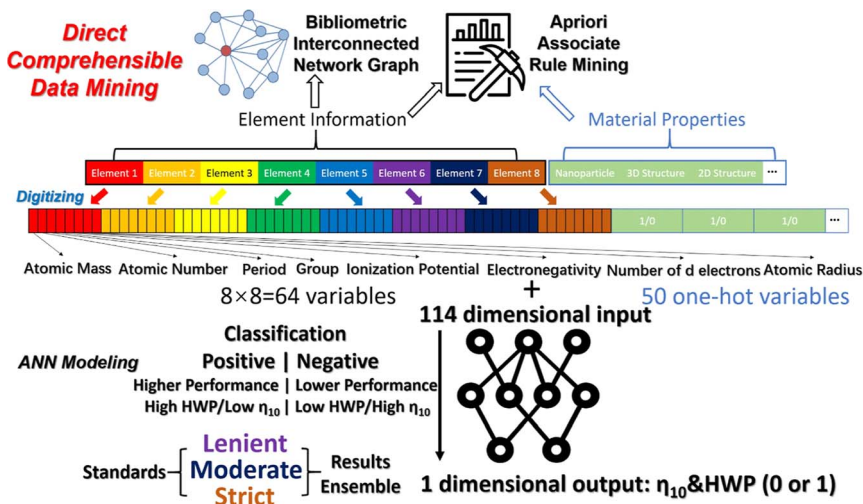 Direct
Comprehensible
Data Mining
Bibliometric
Interconnected
Network Graph
Apriori
Associate
Rule Mining
Element Information
Material Properties
Element 1 Element 2 Element 3 Element 4 Element 5 Element 6 Element 7 Element 8 Nanoparticle 3D Structure 2D Structure ...
Digitizing
1/0 1/0 1/0 ...
Atomic Mass Atomic Number Period Group Ionization Potential Electronegativity Number of d electrons Atomic Radius
8×8=64 variables + 50 one-hot variables
114 dimensional input
Classification
ANN Modeling
Positive | Negative
Higher Performance | Lower Performance
High HWP/Low η₁₀ | Low HWP/High η₁₀
Standards
Lenient
Moderate
Strict
Results
Ensemble
1 dimensional output: η₁₀&HWP (0 or 1)